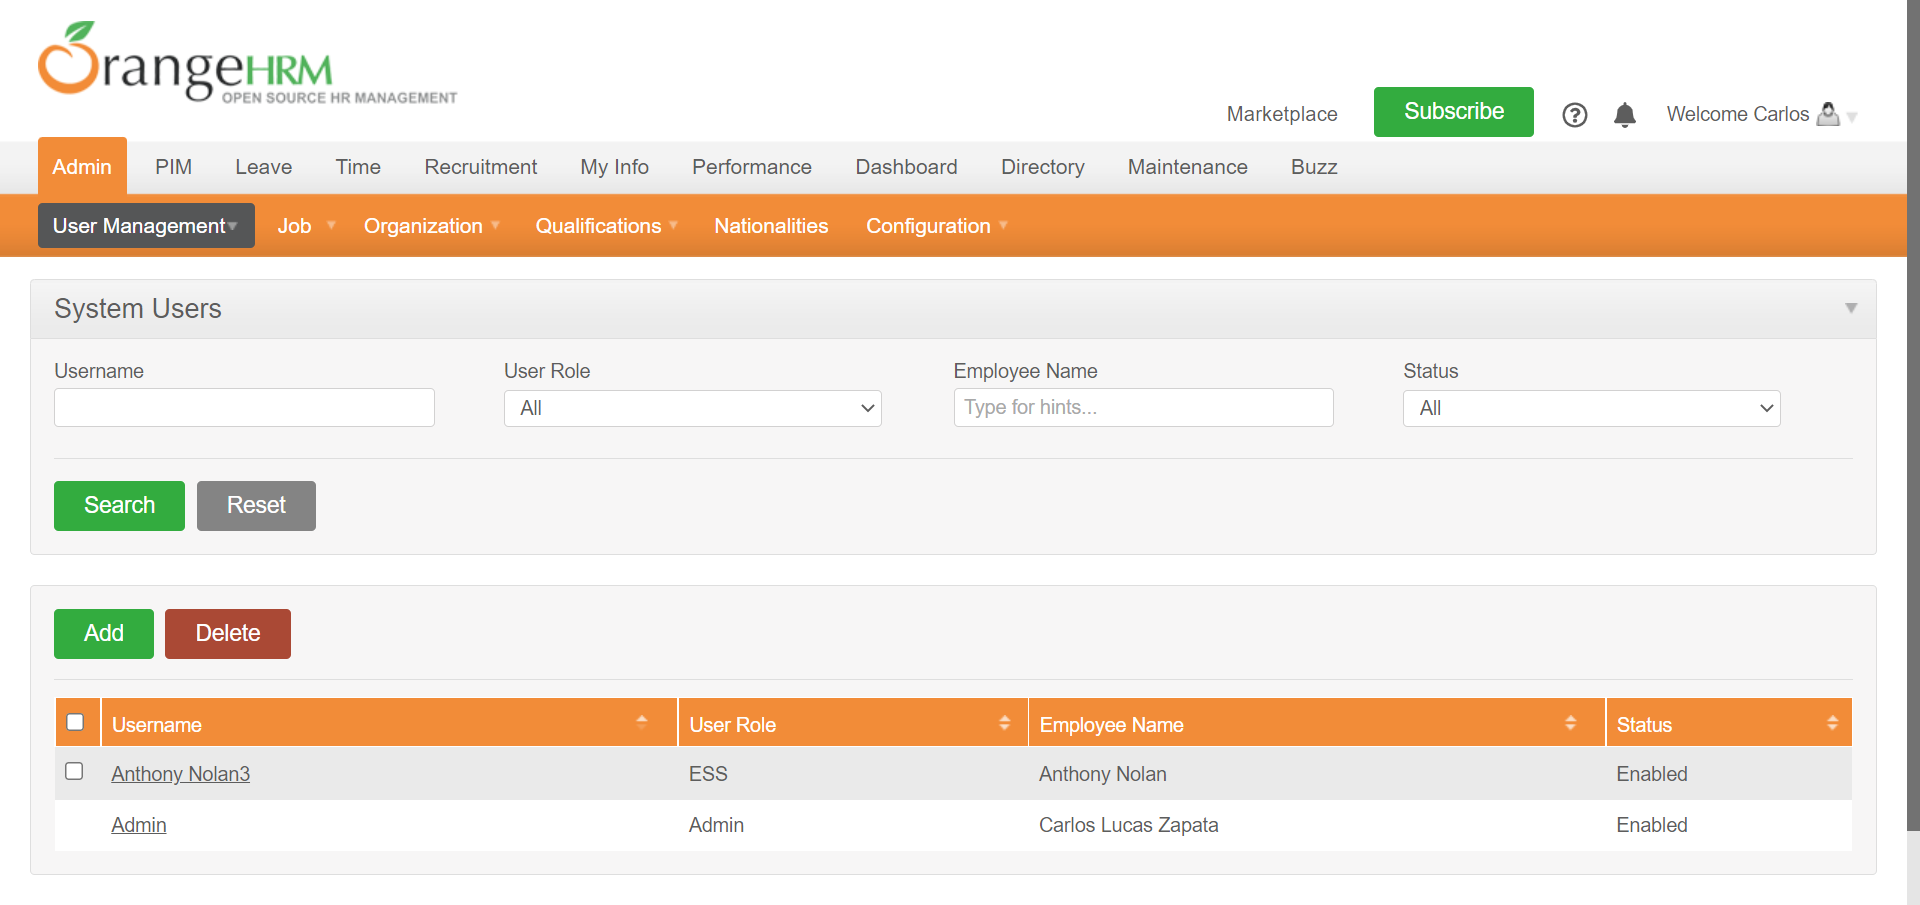 OrangeHRM
OPEN SOURCE HR MANAGEMENT
Marketplace Subscribe Welcome Carlos
Admin PIM Leave Time Recruitment My Info Performance Dashboard Directory Maintenance Buzz
User Management Job Organization Qualifications Nationalities Configuration
System Users
Username User Role Employee Name Status
All Type for hints... All
Search Reset
Add Delete
Username User Role Employee Name Status
Anthony Nolan3 ESS Anthony Nolan Enabled
Admin Admin Carlos Lucas Zapata Enabled